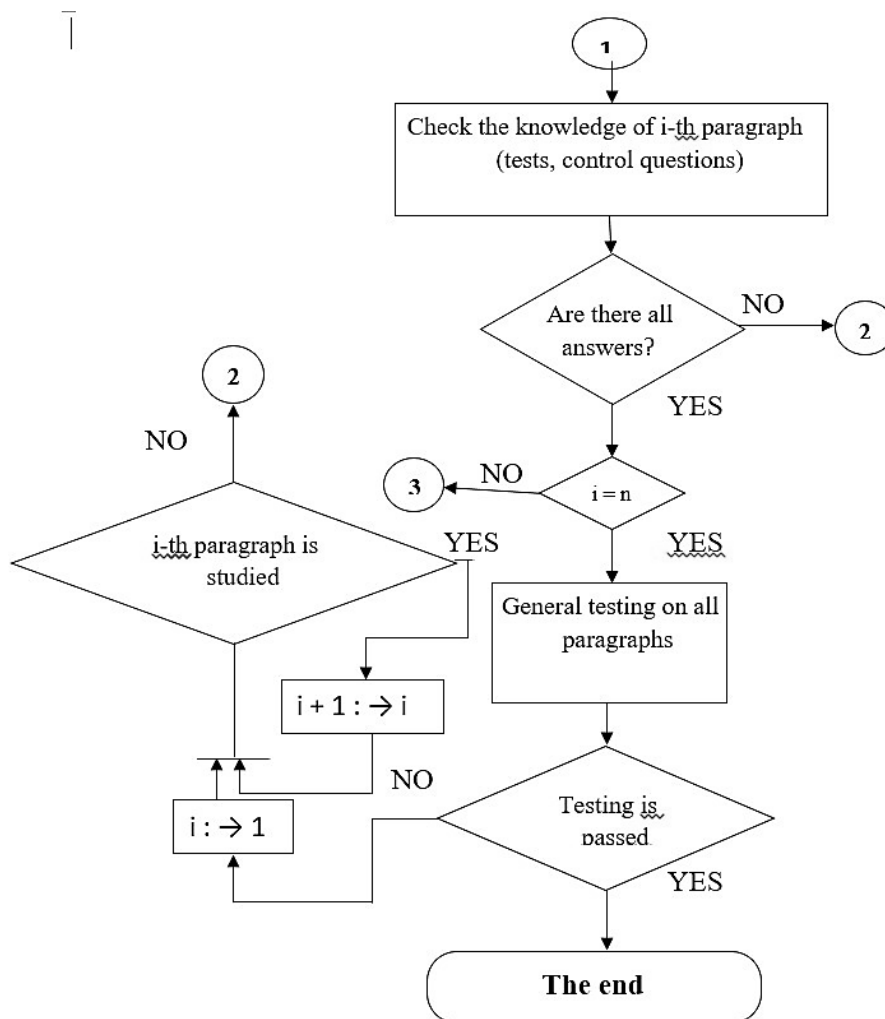 1
Check the knowledge of i-th paragraph
(tests, control questions)
Are there all
answers?
NO
2
YES
2
NO
i = n
NO
3
YES
i-th paragraph is
studied
YES
General testing on all
paragraphs
i + 1 : → i
NO
i : → 1
Testing is
passed
YES
The end